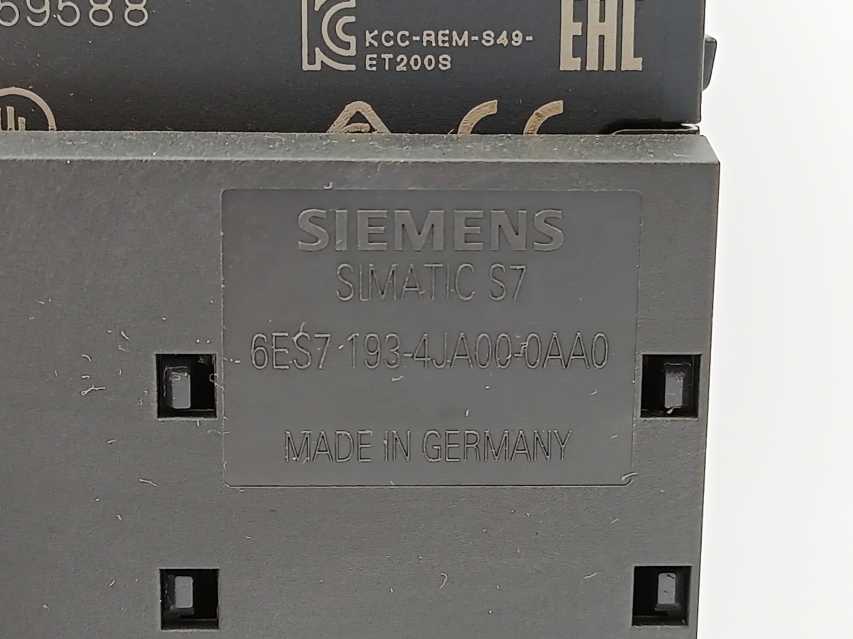 59588
KCC-REM-S49-
ET200S
EAC
SIEMENS
SIMATIC S7
6ES7 193-4JA00-0AA0
MADE IN GERMANY